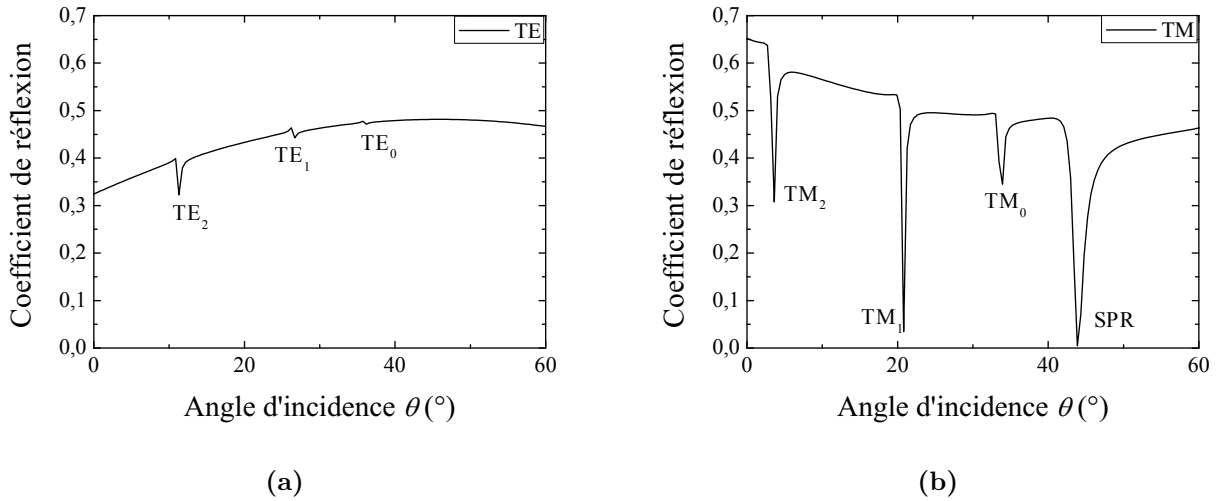 0,7
TE
0,6
0,5
0,4
0,3
0,2
0,1
0,0
TE2
TE1
TE0
0
20
40
60
Coefficient de réflexion
Angle d'incidence θ (°)
(a)
0,7
TM
0,6
0,5
0,4
0,3
0,2
0,1
0,0
TM2
TM1
TM0
SPR
0
20
40
60
Coefficient de réflexion
Angle d'incidence θ (°)
(b)